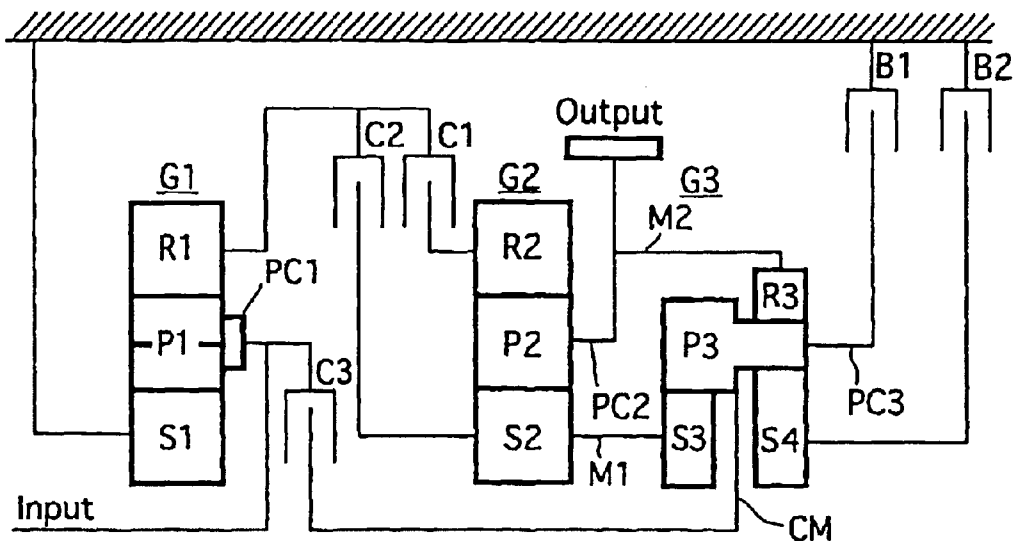 B1
B2
Output
C2
C1
G1
G2
G3
M2
R1
R2
R3
PC1
P1
P2
P3
C3
PC2
PC3
S1
S2
S3
S4
M1
Input
CM